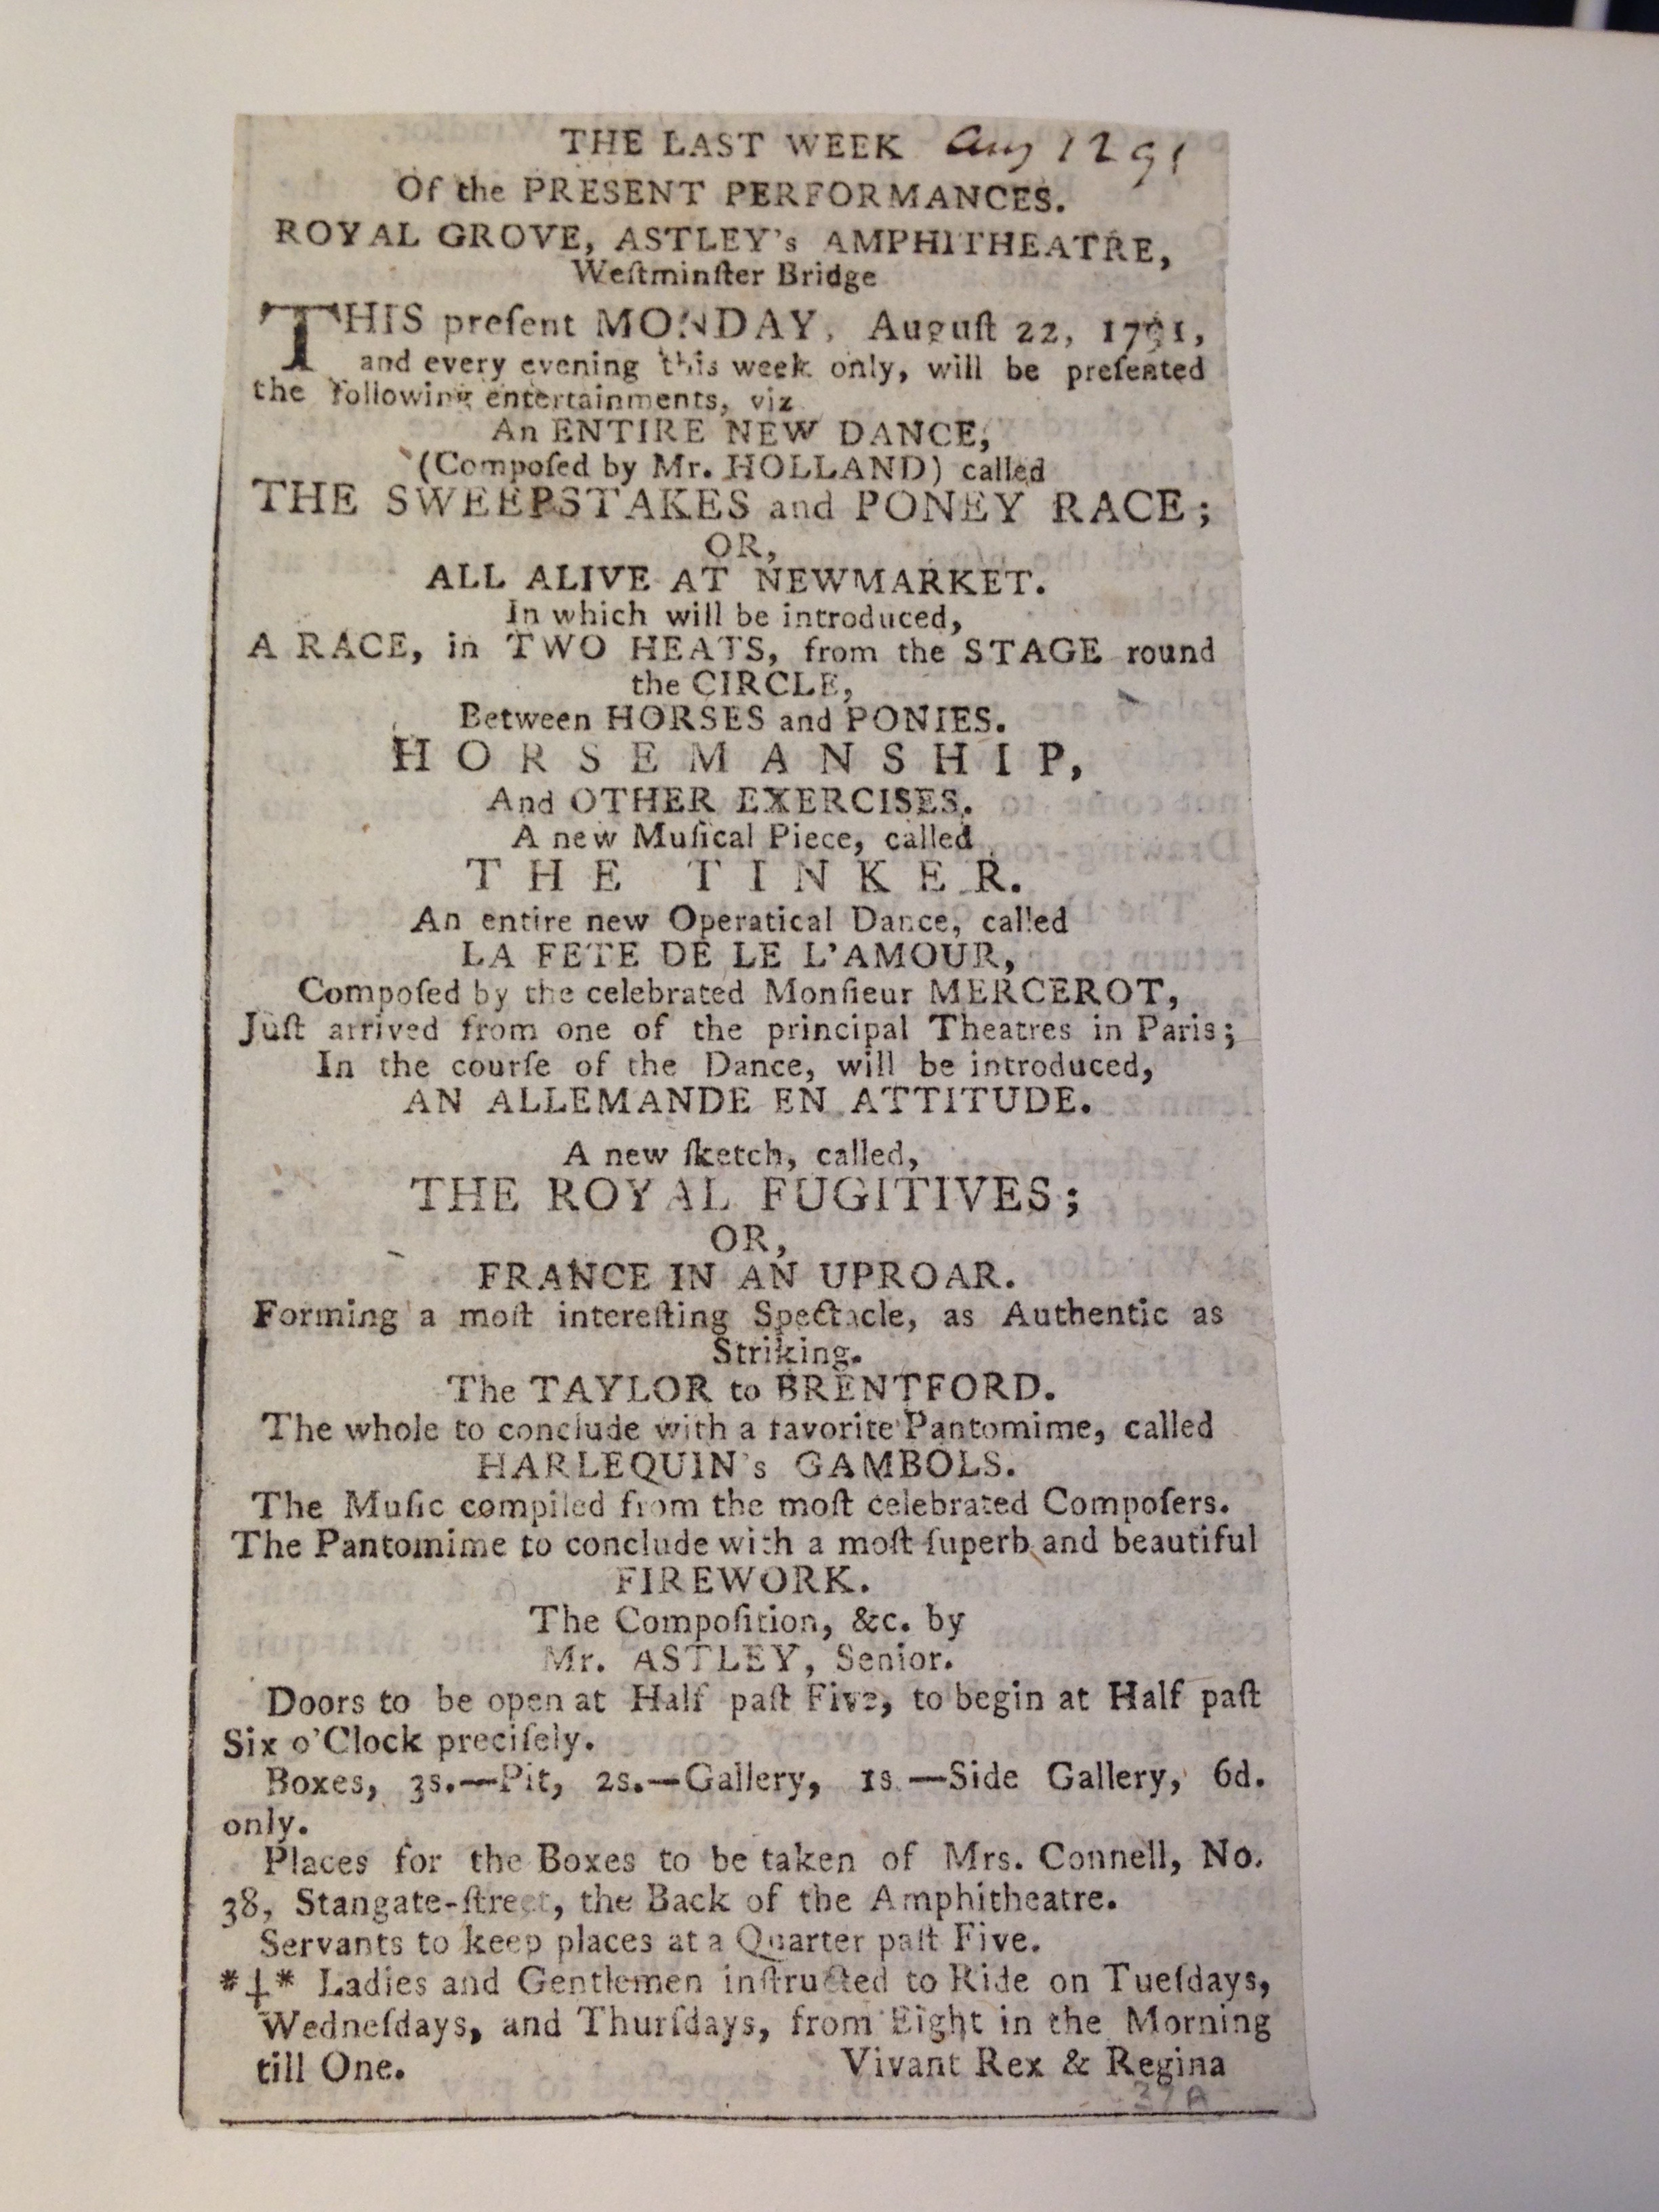 THE LAST WEEK Aug 1291
Of the PRESENT PERFORMANCES.
ROYAL GROVE, ASTLEY's AMPHITHEATRE,
Weſtminſter Bridge
THIS preſent MONDAY, Auguſt 22, 1791,
and every evening this week only, will be preſented
the following entertainments, viz
An ENTIRE NEW DANCE,
(Compoſed by Mr. HOLLAND) called
THE SWEEPSTAKES and PONEY RACE;
OR,
ALL ALIVE AT NEWMARKET.
In which will be introduced,
A RACE, in TWO HEATS, from the STAGE round
the CIRCLE,
Between HORSES and PONIES.
HORSEMANSHIP,
And OTHER EXERCISES.
A new Muſical Piece, called
THE TINKER.
An entire new Operatical Dance, called
LA FETE DE LE L'AMOUR,
Compoſed by the celebrated Monſieur MERCEROT,
Juſt arrived from one of the principal Theatres in Paris;
In the courſe of the Dance, will be introduced,
AN ALLEMANDE EN ATTITUDE.
A new ſketch, called,
THE ROYAL FUGITIVES;
OR,
FRANCE IN AN UPROAR.
Forming a moſt intereſting Spectacle, as Authentic as
Striking.
The TAYLOR to BRENTFORD.
The whole to conclude with a favorite Pantomime, called
HARLEQUIN's GAMBOLS.
The Muſic compiled from the moſt celebrated Compoſers.
The Pantomime to conclude with a moſt ſuperb and beautiful
FIREWORK.
The Compoſition, &c. by
Mr. ASTLEY, Senior.
Doors to be open at Half paſt Five, to begin at Half paſt
Six o'Clock preciſely.
Boxes, 3s.—Pit, 2s.—Gallery, 1s —Side Gallery, 6d.
only.
Places for the Boxes to be taken of Mrs. Connell, No.
38, Stangate-ſtreet, the Back of the Amphitheatre.
Servants to keep places at a Quarter paſt Five.
*‡* Ladies and Gentlemen inſtructed to Ride on Tueſdays,
Wedneſdays, and Thurſdays, from Eight in the Morning
till One. Vivant Rex & Regina
37A